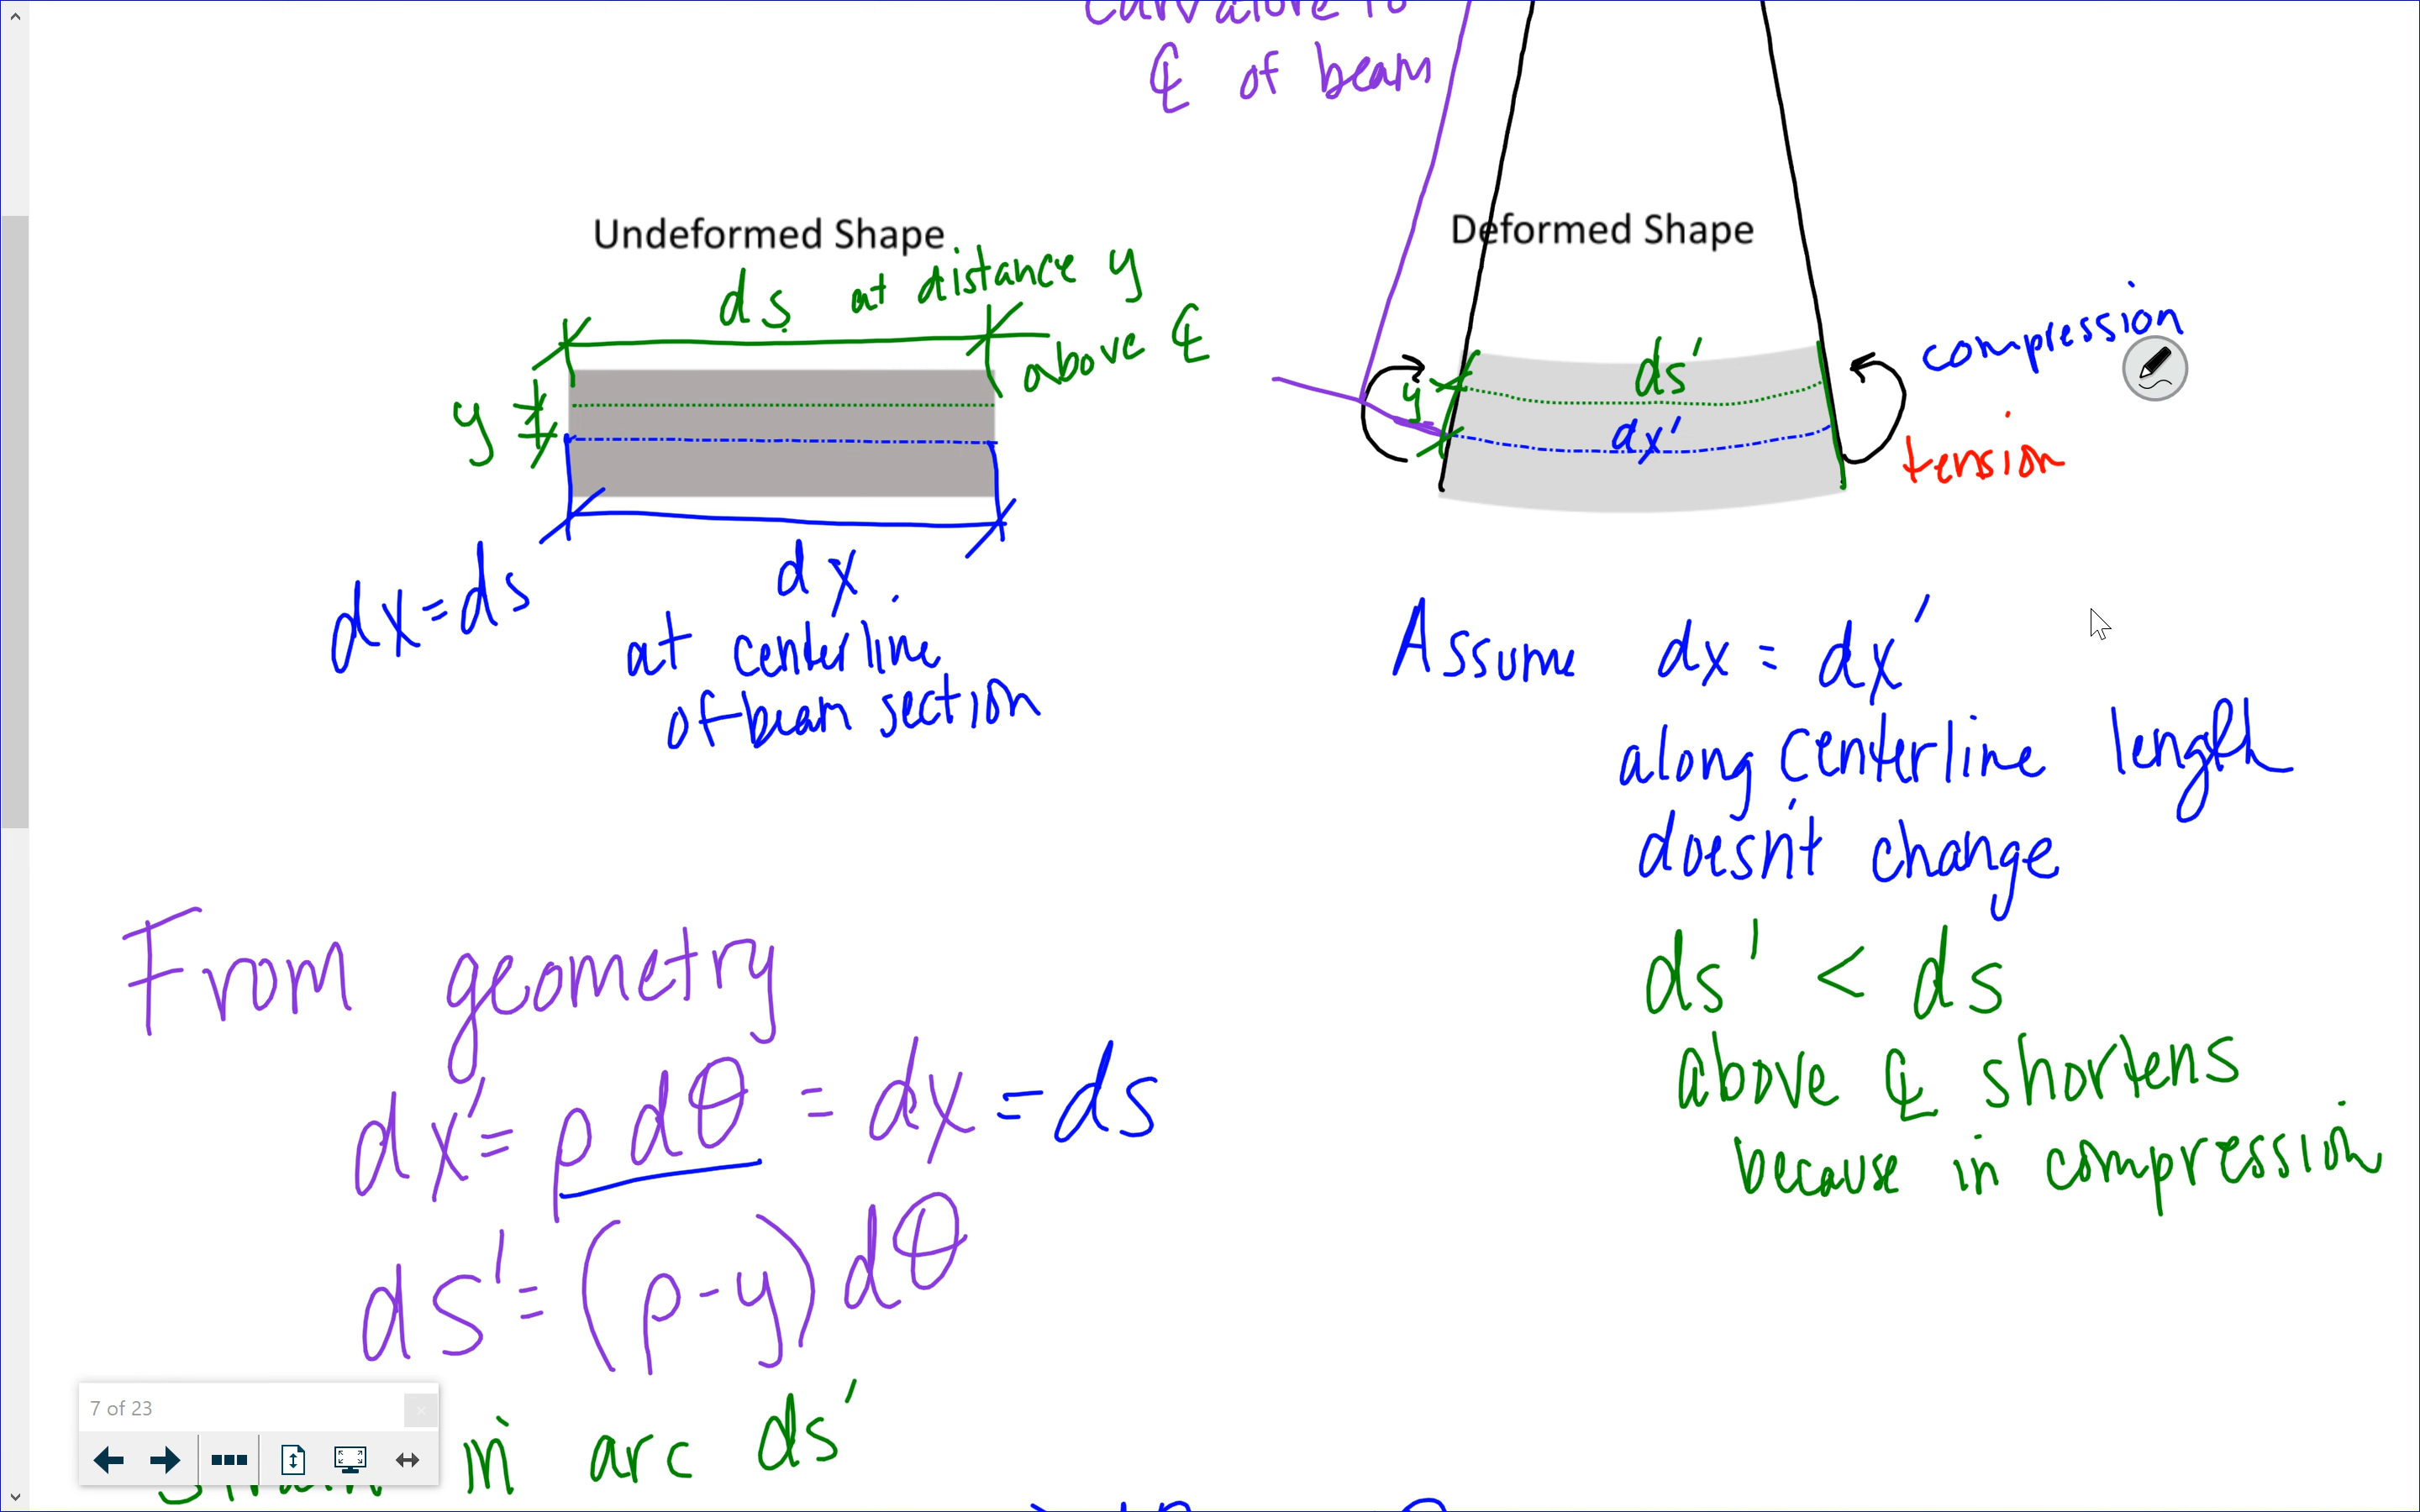 curvature to
℄ of beam
Undeformed Shape
ds at distance y
above ℄
y
dx = ds
dx
at centerline
of beam section
Deformed Shape
ds'
y
dx'
compression
tension
Assume dx = dx'
along centerline length
doesn't change
ds' < ds
above ℄ shortens
because in compression
From geometry
dx' = ρ dθ = dx = ds
ds' = (ρ - y) dθ
in arc ds'
7 of 23